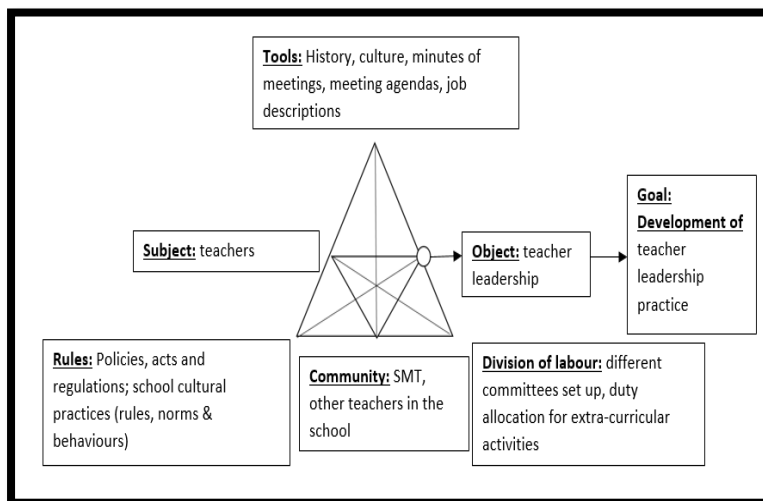 Tools: History, culture, minutes of
meetings, meeting agendas, job
descriptions
Subject: teachers
Object: teacher
leadership
Goal:
Development of
teacher
leadership
practice
Rules: Policies, acts and
regulations; school cultural
practices (rules, norms &
behaviours)
Community: SMT,
other teachers in the
school
Division of labour: different
committees set up, duty
allocation for extra-curricular
activities